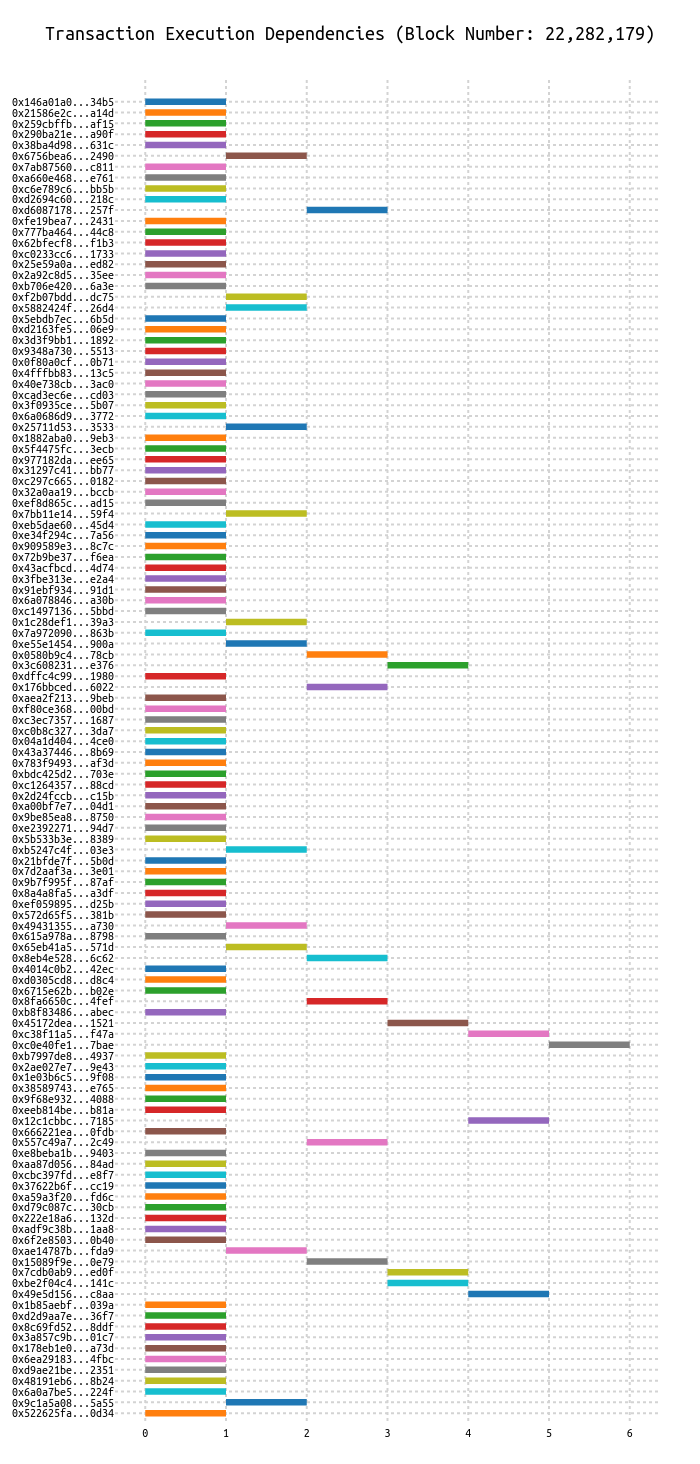 Transaction Execution Dependencies (Block Number: 22,282,179)
0x146a01a0...34b5
0x21586e2c...a14d
0x259cbffb...af15
0x290ba21e...a90f
0x38ba4d98...631c
0x6756bea6...2490
0x7ab87560...c811
0xa660e468...e761
0xc6e789c6...bb5b
0xd2694c60...218c
0xd6087178...257f
0xfe19bea7...2431
0x777ba464...44c8
0x62bfecf8...f1b3
0xc0233cc6...1733
0x25e59a0a...ed82
0x2a92c8d5...35ee
0xb706e420...6a3e
0xf2b07bdd...dc75
0x5882424f...26d4
0x5ebdb7ec...6b5d
0xd2163fe5...06e9
0x3d3f9bb1...1892
0x9348a730...5513
0x0f80a0cf...0b71
0x4fffbb83...13c5
0x40e738cb...3ac0
0xcad3ec6e...cd03
0x3f0935ce...5b07
0x6a0686d9...3772
0x25711d53...3533
0x1882aba0...9eb3
0x5f4475fc...3ecb
0x977182da...ee65
0x31297c41...bb77
0xc297c665...0182
0x32a0aa19...bccb
0xef8d865c...ad15
0x7bb11e14...59f4
0xeb5dae60...45d4
0xe34f294c...7a56
0x909589e3...8c7c
0x72b9be37...f6ea
0x43acfbcd...4d74
0x3fbe313e...e2a4
0x91ebf934...91d1
0x6a078846...a30b
0xc1497136...5bbd
0x1c28def1...39a3
0x7a972090...863b
0xe55e1454...900a
0x0580b9c4...78cb
0x3c608231...e376
0xdffc4c99...1980
0x176bbced...6022
0xaea2f213...9beb
0xf80ce368...00bd
0xc3ec7357...1687
0xc0b8c327...3da7
0x04a1d404...4ce0
0x43a37446...8b69
0x783f9493...af3d
0xbdc425d2...703e
0xc1264357...88cd
0x2d24fccb...c15b
0xa00bf7e7...04d1
0x9be85ea8...8750
0xe2392271...94d7
0x5b533b3e...8389
0xb5247c4f...03e3
0x21bfde7f...5b0d
0x7d2aaf3a...3e01
0x9b7f995f...87af
0x8a4a8fa5...a3df
0xef059895...d25b
0x572d65f5...381b
0x49431355...a730
0x615a978a...8798
0x65eb41a5...571d
0x8eb4e528...6c62
0x4014c0b2...42ec
0xd0305cd8...d8c4
0x6715e62b...b02e
0x8fa6650c...4fef
0xb8f83486...abec
0x45172dea...1521
0xc38f11a5...f47a
0xc0e40fe1...7bae
0xb7997de8...4937
0x2ae027e7...9e43
0x1e03b6c5...9f08
0x38589743...e765
0x9f68e932...4088
0xeeb814be...b81a
0x12c1cbbc...7185
0x666221ea...0fdb
0x557c49a7...2c49
0xe8beba1b...9403
0xaa87d056...84ad
0xcbc397fd...e8f7
0x37622b6f...cc19
0xa59a3f20...fd6c
0xd79c087c...30cb
0x222e18a6...132d
0xadf9c38b...1aa8
0x6f2e8503...0b40
0xae14787b...fda9
0x15089f9e...0e79
0x7cdb0ab9...ed0f
0xbe2f04c4...141c
0x49e5d156...c8aa
0x1b85aebf...039a
0xd2d9aa7e...36f7
0x8c69fd52...8ddf
0x3a857c9b...01c7
0x178eb1e0...a73d
0x6ea29183...4fbc
0xd9ae21be...2351
0x48191eb6...8b24
0x6a0a7be5...224f
0x9c1a5a08...5a55
0x522625fa...0d34
0 1 2 3 4 5 6